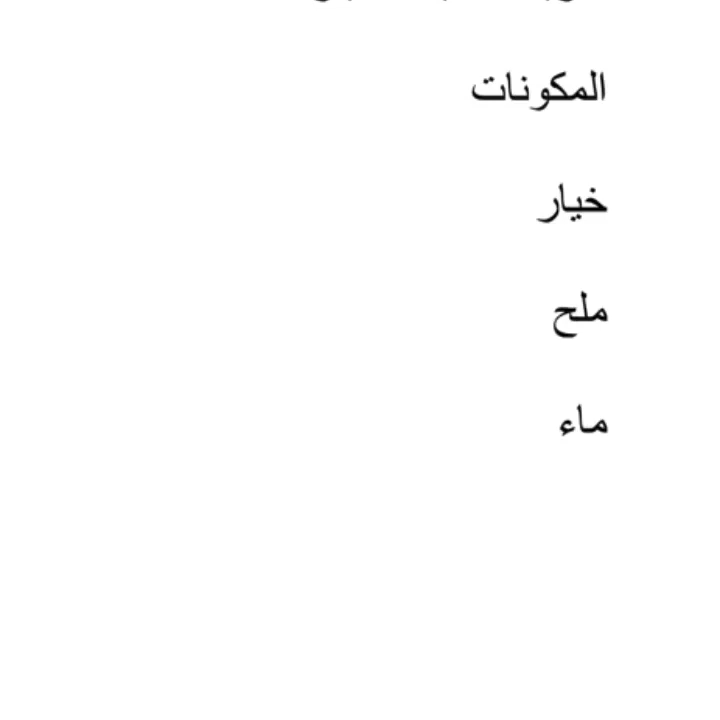 المكونات
خيار
ملح
ماء